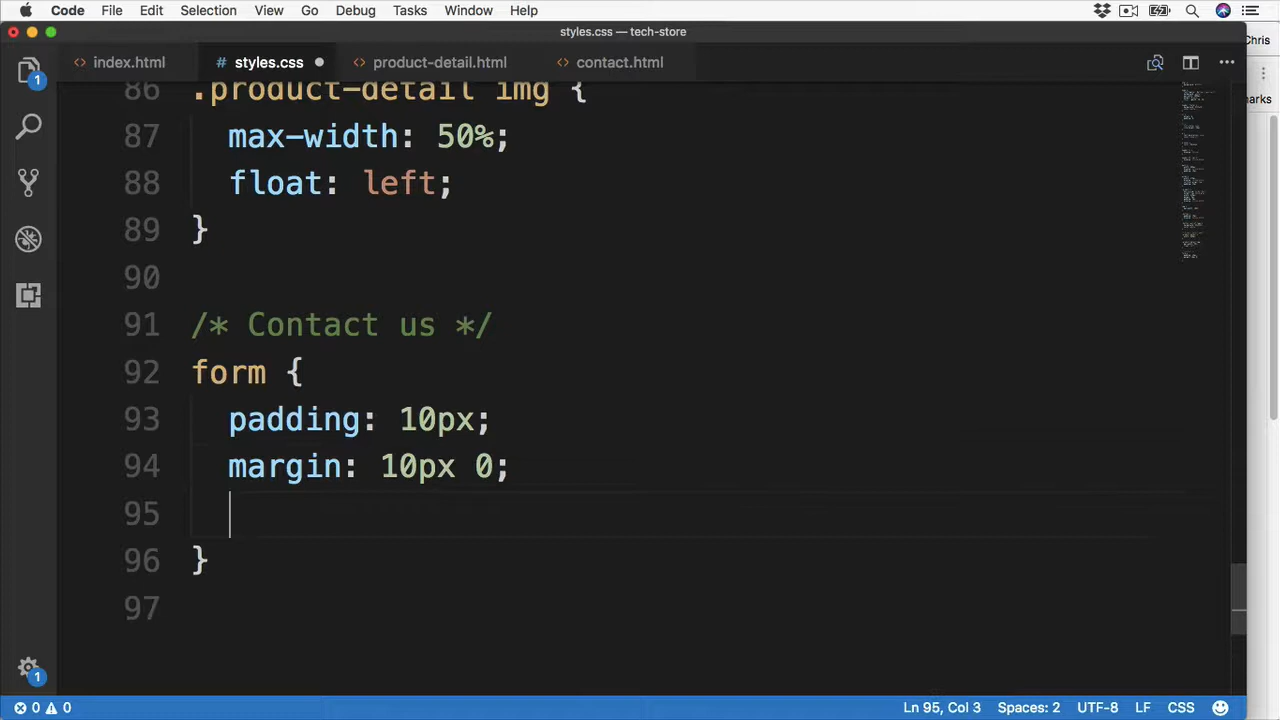 Code File Edit Selection View Go Debug Tasks Window Help
styles.css — tech-store
Chris
<> index.html # styles.css ● <> product-detail.html <> contact.html
1
86 .product-detail img {
87 max-width: 50%;
88 float: left;
89 }
90
91 /* Contact us */
92 form {
93 padding: 10px;
94 margin: 10px 0;
95
96 }
97
1
0 0 Ln 95, Col 3 Spaces: 2 UTF-8 LF CSS